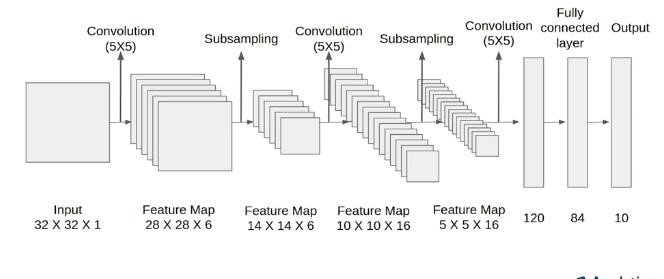 Convolution
(5X5)
Subsampling
Convolution
(5X5)
Subsampling
Convolution
(5X5)
Fully
connected
layer
Output
Input
32 X 32 X 1
Feature Map
28 X 28 X 6
Feature Map
14 X 14 X 6
Feature Map
10 X 10 X 16
Feature Map
5 X 5 X 16
120
84
10